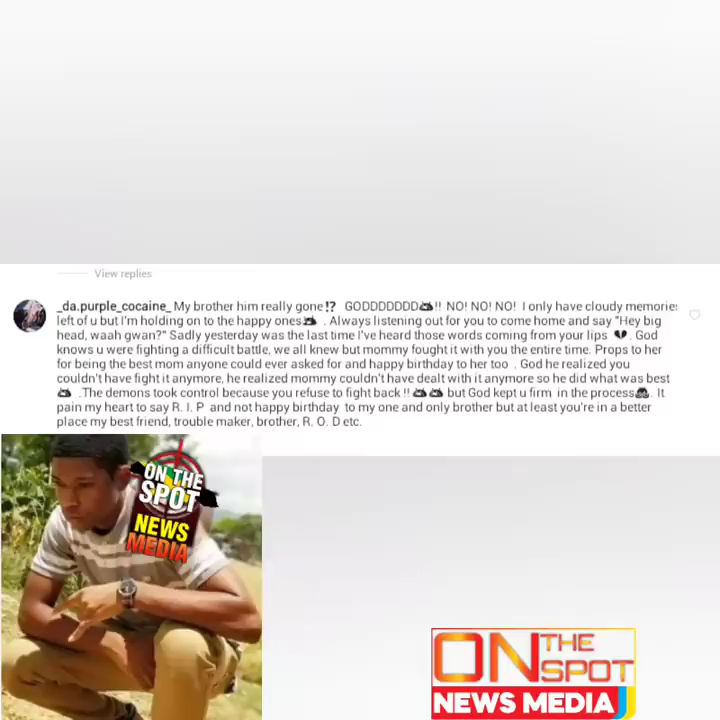 View replies
_da.purple_cocaine_ My brother him really gone⁉ GODDDDDDD!! NO! NO! NO! I only have cloudy memories
left of u but I'm holding on to the happy ones . Always listening out for you to come home and say "Hey big
head, waah gwan?" Sadly yesterday was the last time I've heard those words coming from your lips 💔. God
knows u were fighting a difficult battle, we all knew but mommy fought it with you the entire time. Props to her
for being the best mom anyone could ever asked for and happy birthday to her too . God he realized you
couldn't have fight it anymore, he realized mommy couldn't have dealt with it anymore so he did what was best
.The demons took control because you refuse to fight back !! but God kept u firm in the process. It
pain my heart to say R. I. P and not happy birthday to my one and only brother but at least you're in a better
place my best friend, trouble maker, brother, R. O. D etc.
ON THE
SPOT
NEWS
MEDIA
ON THE
SPOT
NEWS MEDIA